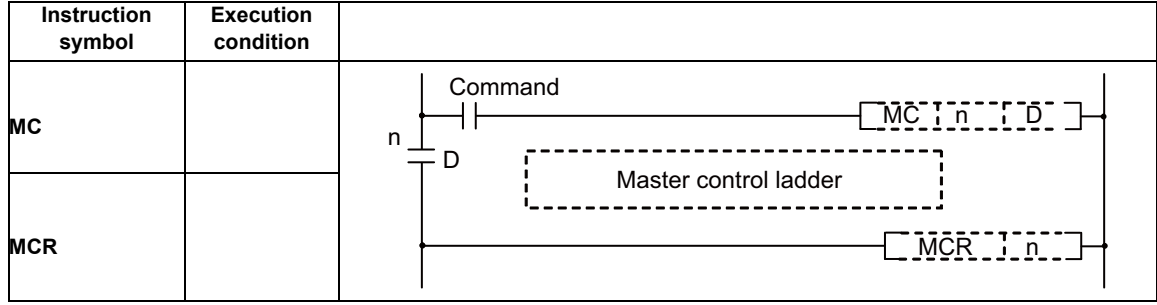 Instruction symbol
Execution condition
MC
Command
MC n D
n
D
Master control ladder
MCR
MCR n